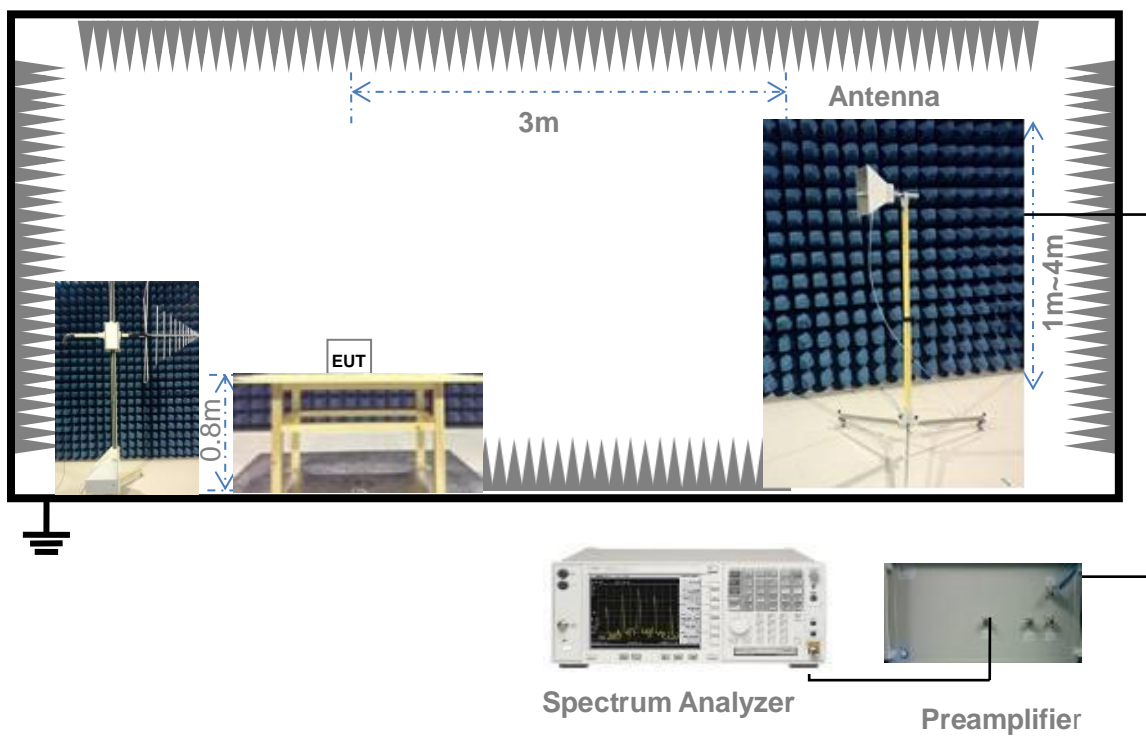 Antenna
3m
1m~4m
EUT
0.8m
Spectrum Analyzer
Preamplifier